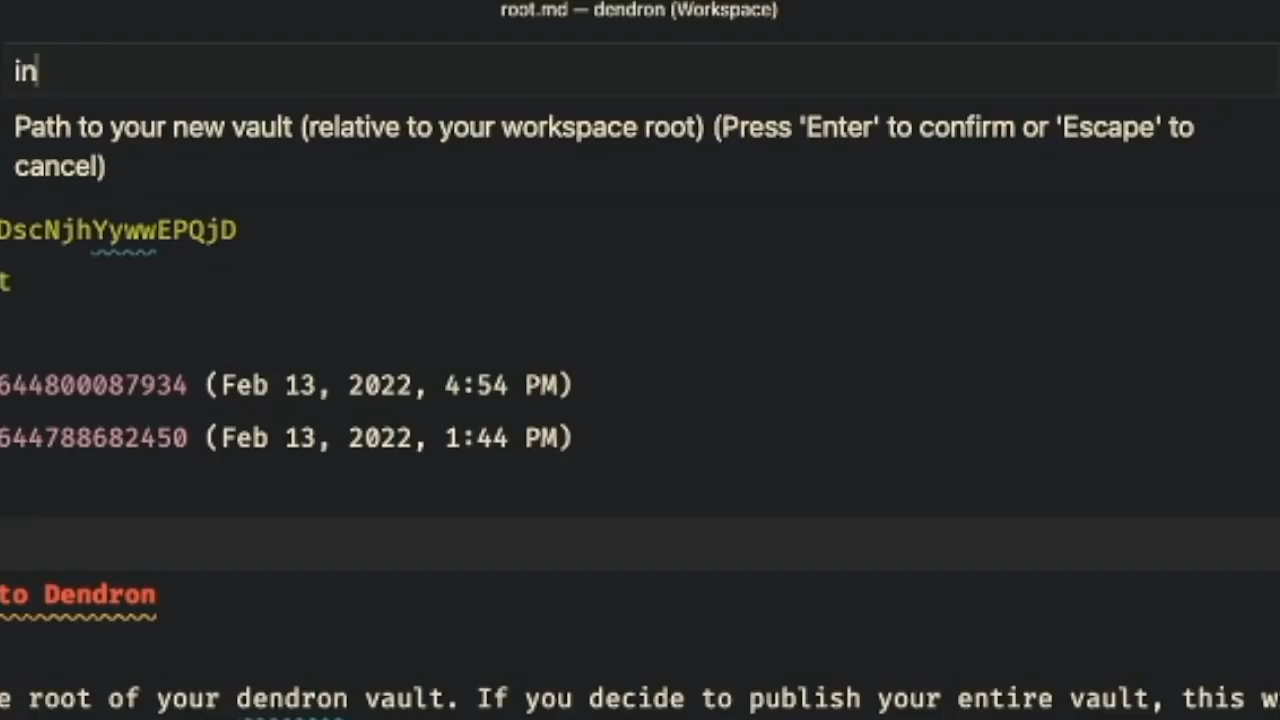 root.md — dendron (Workspace)
in
Path to your new vault (relative to your workspace root) (Press 'Enter' to confirm or 'Escape' to
cancel)
DscNjhYywwEPQjD
t
644800087934 (Feb 13, 2022, 4:54 PM)
644788682450 (Feb 13, 2022, 1:44 PM)
to Dendron
e root of your dendron vault. If you decide to publish your entire vault, this w